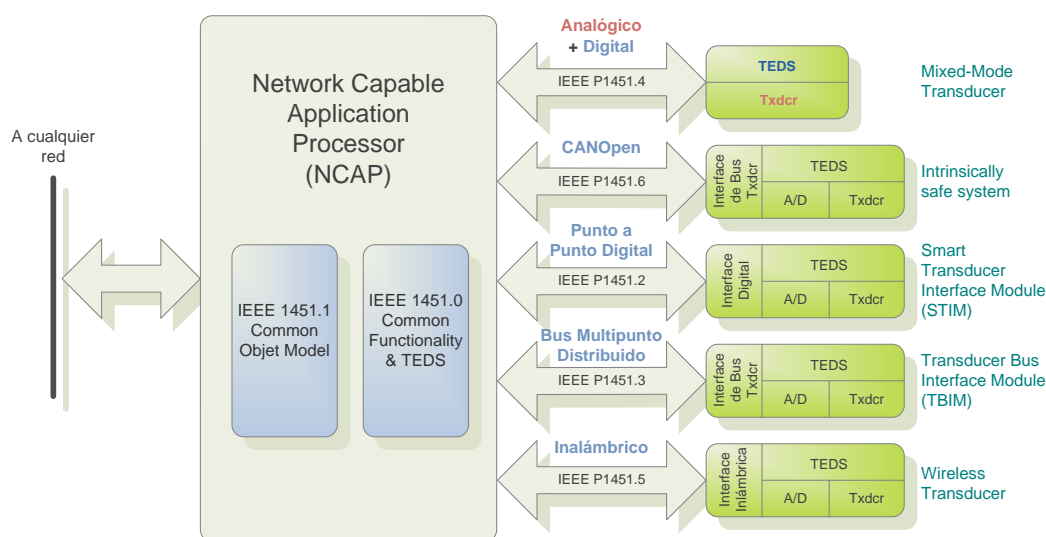 A cualquier
red
Network Capable
Application
Processor
(NCAP)
IEEE 1451.1
Common
Objet Model
IEEE 1451.0
Common
Functionality
& TEDS
Analógico
+ Digital
IEEE P1451.4
TEDS
Txdcr
Mixed-Mode
Transducer
CANOpen
IEEE P1451.6
Interface
de Bus
Txdcr
TEDS
A/D
Txdcr
Intrinsically
safe system
Punto a
Punto Digital
IEEE P1451.2
Interface
Digital
TEDS
A/D
Txdcr
Smart
Transducer
Interface Module
(STIM)
Bus Multipunto
Distribuido
IEEE P1451.3
Interface
de Bus
Txdcr
TEDS
A/D
Txdcr
Transducer Bus
Interface Module
(TBIM)
Inalámbrico
IEEE P1451.5
Interface
Inlámbrica
TEDS
A/D
Txdcr
Wireless
Transducer